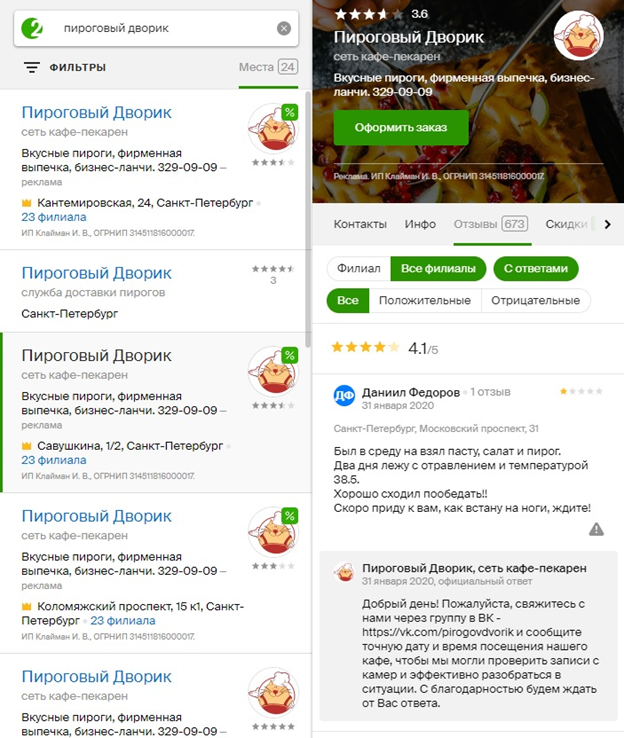 пироговый дворик
ФИЛЬТРЫ
Места 24
Пироговый Дворик
сеть кафе-пекарен
Вкусные пироги, фирменная
выпечка, бизнес-ланчи. 329-09-09 –
реклама
Кантемировская, 24, Санкт-Петербург
23 филиала
ИП Клайман И. В., ОГРНИП 314511816000017.
%
Пироговый Дворик
служба доставки пирогов
Санкт-Петербург
3
Пироговый Дворик
сеть кафе-пекарен
Вкусные пироги, фирменная
выпечка, бизнес-ланчи. 329-09-09 –
реклама
Савушкина, 1/2, Санкт-Петербург
23 филиала
ИП Клайман И. В., ОГРНИП 314511816000017.
%
Пироговый Дворик
сеть кафе-пекарен
Вкусные пироги, фирменная
выпечка, бизнес-ланчи. 329-09-09 –
реклама
Коломяжский проспект, 15 к1, Санкт-
Петербург 23 филиала
ИП Клайман И. В., ОГРНИП 314511816000017.
%
Пироговый Дворик
сеть кафе-пекарен
Вкусные пироги, фирменная
выпечка, бизнес-ланчи. 329-09-09 –
3.6
Пироговый Дворик
сеть кафе-пекарен
Вкусные пироги, фирменная выпечка, бизнес-
ланчи. 329-09-09
Оформить заказ
Реклама. ИП Клайман И. В., ОГРНИП 314511816000017.
Контакты Инфо Отзывы 673 Скидки
Филиал Все филиалы С ответами
Все Положительные Отрицательные
4.1/5
ДФ
Даниил Федоров 1 отзыв
31 января 2020
Санкт-Петербург, Московский проспект, 31
Был в среду на взял пасту, салат и пирог.
Два дня лежу с отравлением и температурой
38.5.
Хорошо сходил пообедать!!
Скоро приду к вам, как встану на ноги, ждите!
Пироговый Дворик, сеть кафе-пекарен
31 января 2020, официальный ответ
Добрый день! Пожалуйста, свяжитесь с
нами через группу в ВК -
https://vk.com/pirogovdvorik и сообщите
точную дату и время посещения нашего
кафе, чтобы мы могли проверить записи с
камер и эффективно разобраться в
ситуации. С благодарностью будем ждать
от Вас ответа.